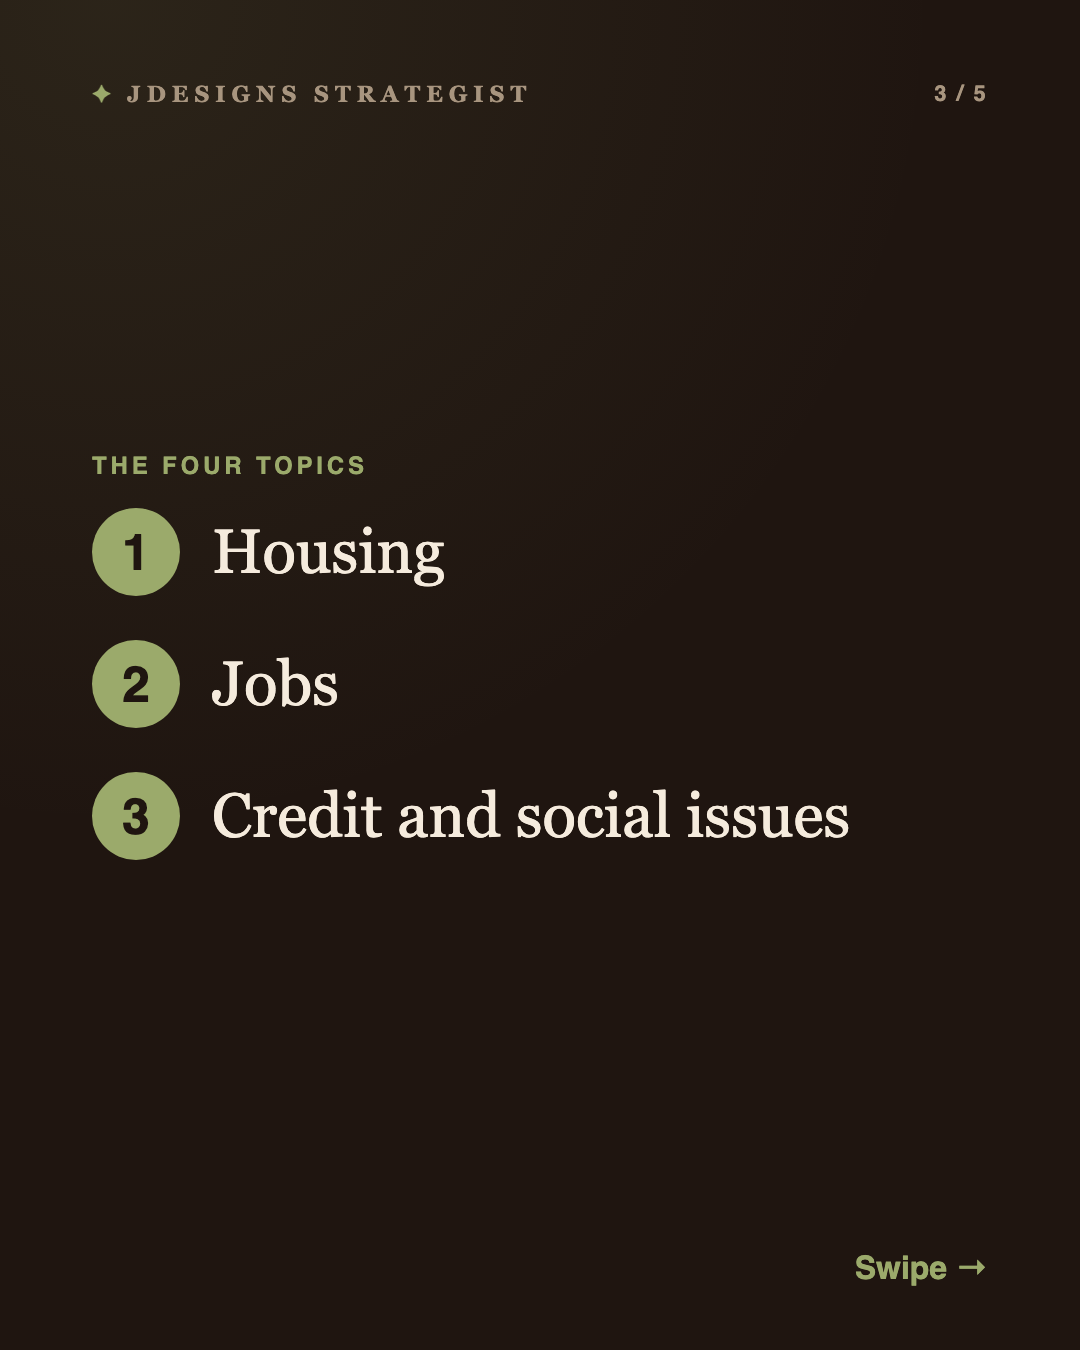 ✦ JDESIGNS STRATEGIST
3 / 5
THE FOUR TOPICS
1 Housing
2 Jobs
3 Credit and social issues
Swipe →